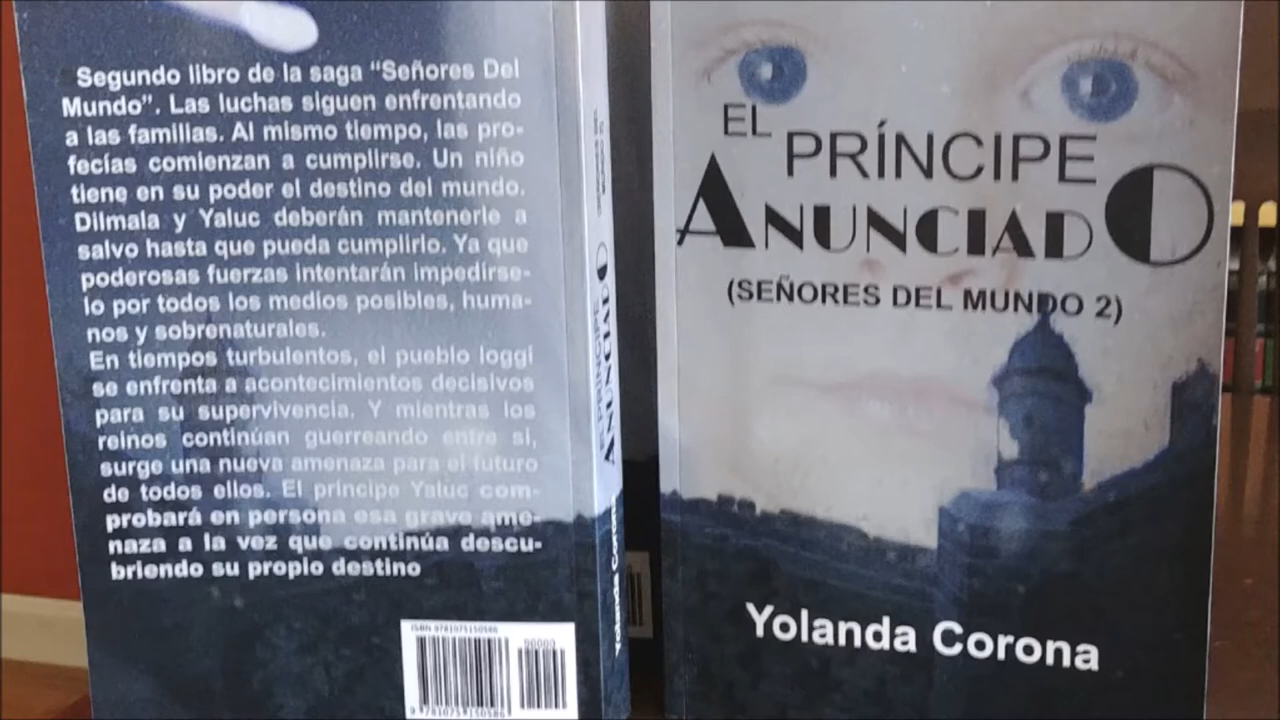 Segundo libro de la saga “Señores Del
Mundo”. Las luchas siguen enfrentando
a las familias. Al mismo tiempo, las pro-
fecías comienzan a cumplirse. Un niño
tiene en su poder el destino del mundo.
Dilmala y Yaluc deberán mantenerle a
salvo hasta que pueda cumplirlo. Ya que
poderosas fuerzas intentarán impedírse-
lo por todos los medios posibles, huma-
nos y sobrenaturales.
En tiempos turbulentos, el pueblo loggi
se enfrenta a acontecimientos decisivos
para su supervivencia. Y mientras los
reinos continúan guerreando entre sí,
surge una nueva amenaza para el futuro
de todos ellos. El príncipe Yaluc com-
probará en persona esa grave ame-
naza a la vez que continúa descu-
briendo su propio destino
ISBN 9781075150586
90000
9 781075 150586
ANUNCIADO
Yolanda Corona
EL
PRÍNCIPE
ANUNCIADO
(SEÑORES DEL MUNDO 2)
Yolanda Corona